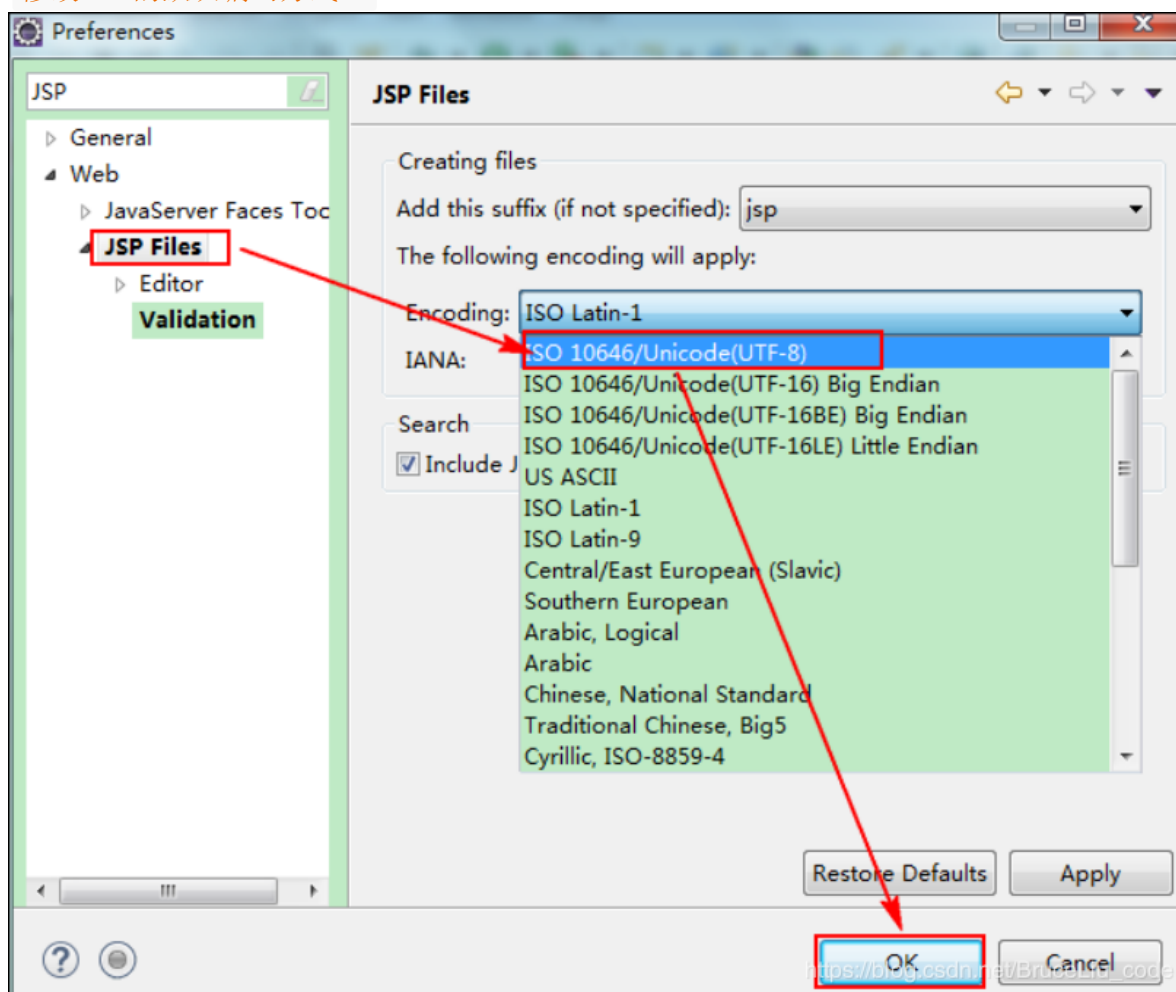 Preferences
JSP
General
Web
JavaServer Faces Toc
JSP Files
Editor
Validation
JSP Files
Creating files
Add this suffix (if not specified): jsp
The following encoding will apply:
Encoding: ISO Latin-1
IANA:
ISO 10646/Unicode(UTF-8)
ISO 10646/Unicode(UTF-16) Big Endian
ISO 10646/Unicode(UTF-16BE) Big Endian
ISO 10646/Unicode(UTF-16LE) Little Endian
US ASCII
ISO Latin-1
ISO Latin-9
Central/East European (Slavic)
Southern European
Arabic, Logical
Arabic
Chinese, National Standard
Traditional Chinese, Big5
Cyrillic, ISO-8859-4
Search
Include J
Restore Defaults
Apply
OK
Cancel
https://blog.csdn.net/BruceLiu_code